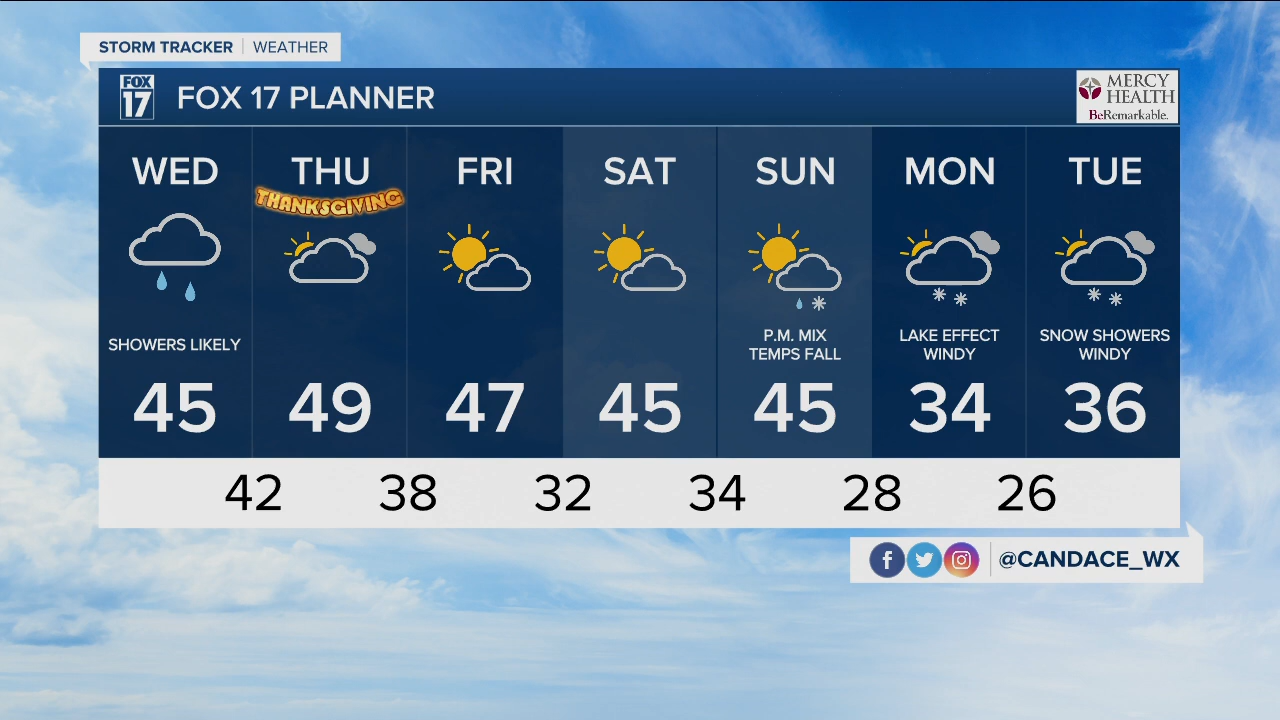 STORM TRACKER | WEATHER
FOX
17
FOX 17 PLANNER
MERCY
HEALTH
BeRemarkable.
WED THU FRI SAT SUN MON TUE
THANKSGIVING
SHOWERS LIKELY
P.M. MIX
TEMPS FALL
LAKE EFFECT
WINDY
SNOW SHOWERS
WINDY
45 49 47 45 45 34 36
42 38 32 34 28 26
@CANDACE_WX